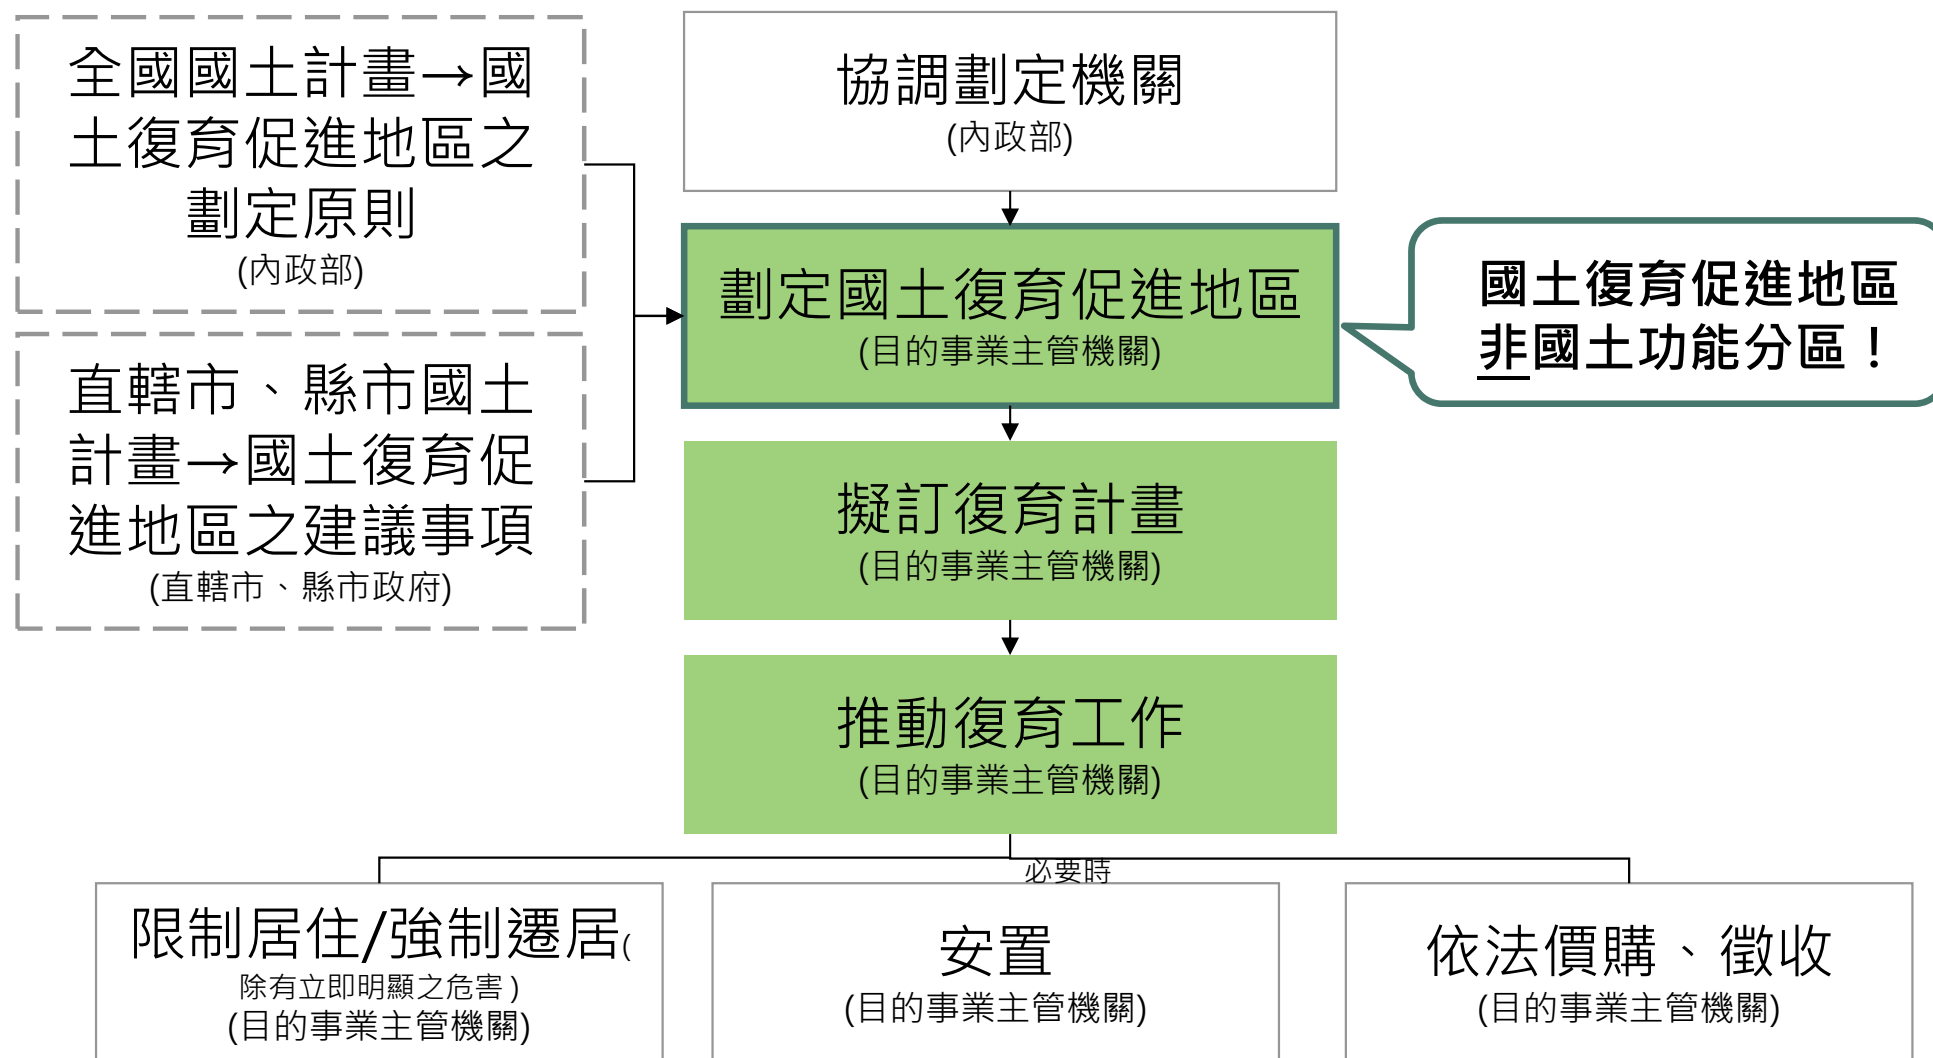 全國國土計畫→國
土復育促進地區之
劃定原則
(內政部)
直轄市、縣市國土
計畫→國土復育促
進地區之建議事項
(直轄市、縣市政府)
協調劃定機關
(內政部)
劃定國土復育促進地區
(目的事業主管機關)
國土復育促進地區
非國土功能分區！
擬訂復育計畫
(目的事業主管機關)
推動復育工作
(目的事業主管機關)
必要時
限制居住/強制遷居(
除有立即明顯之危害)
(目的事業主管機關)
安置
(目的事業主管機關)
依法價購、徵收
(目的事業主管機關)